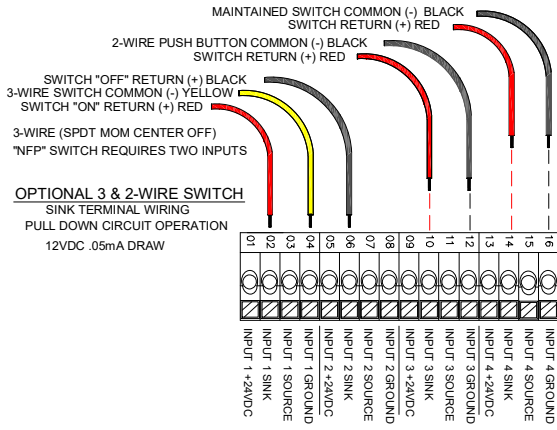 MAINTAINED SWITCH COMMON (-) BLACK
SWITCH RETURN (+) RED
2-WIRE PUSH BUTTON COMMON (-) BLACK
SWITCH RETURN (+) RED
SWITCH "OFF" RETURN (+) BLACK
3-WIRE SWITCH COMMON (-) YELLOW
SWITCH "ON" RETURN (+) RED
3-WIRE (SPDT MOM CENTER OFF)
"NFP" SWITCH REQUIRES TWO INPUTS
OPTIONAL 3 & 2-WIRE SWITCH
SINK TERMINAL WIRING
PULL DOWN CIRCUIT OPERATION
12VDC .05mA DRAW
01
02
03
04
05
06
07
08
09
10
11
12
13
14
15
16
INPUT 1 +24VDC
INPUT 1 SINK
INPUT 1 SOURCE
INPUT 1 GROUND
INPUT 2 +24VDC
INPUT 2 SINK
INPUT 2 SOURCE
INPUT 2 GROUND
INPUT 3 +24VDC
INPUT 3 SINK
INPUT 3 SOURCE
INPUT 3 GROUND
INPUT 4 +24VDC
INPUT 4 SINK
INPUT 4 SOURCE
INPUT 4 GROUND